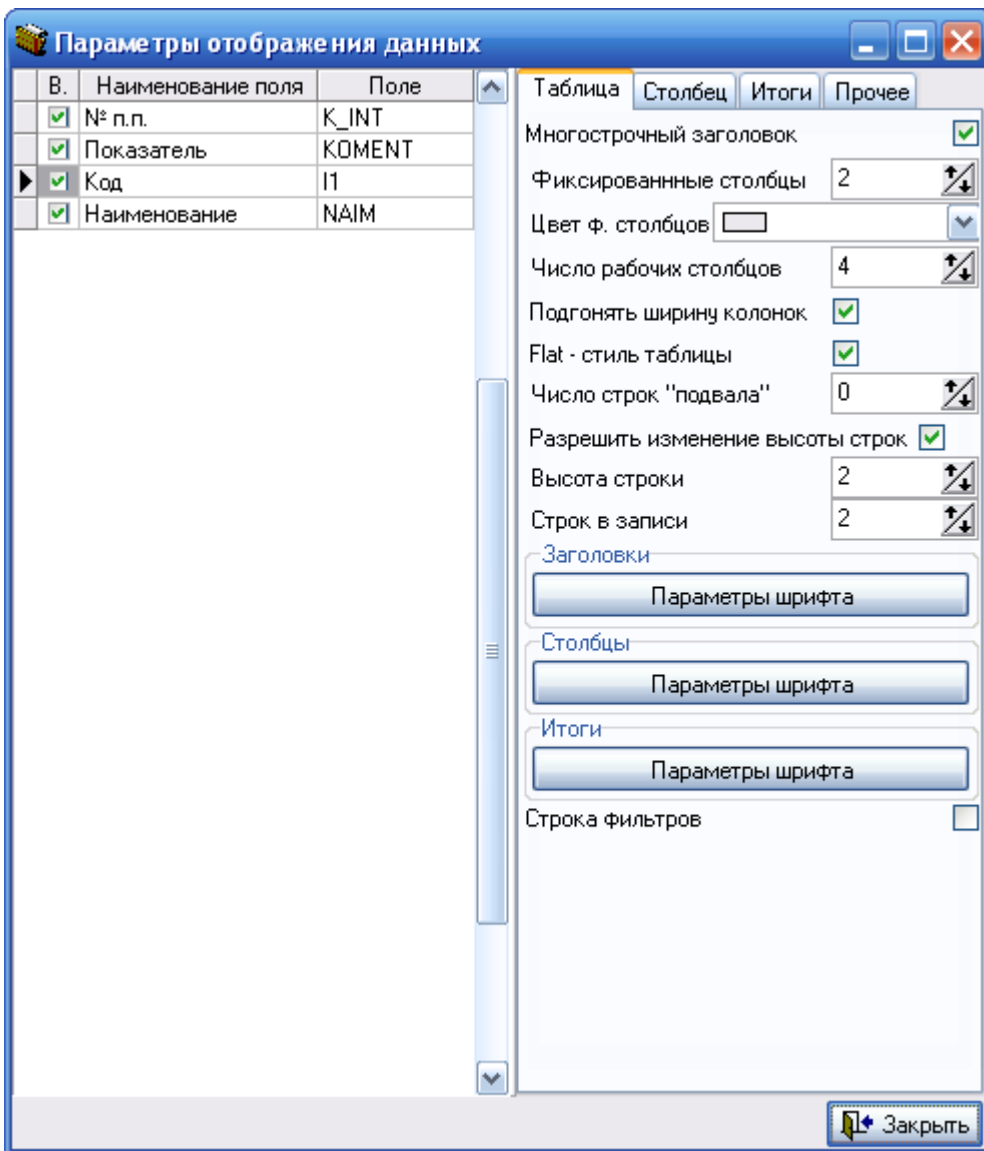 Параметры отображения данных
В. Наименование поля Поле
№ п.п. K_INT
Показатель KOMENT
Код I1
Наименование NAIM
Таблица Столбец Итоги Прочее
Многострочный заголовок
Фиксированнные столбцы 2
Цвет ф. столбцов
Число рабочих столбцов 4
Подгонять ширину колонок
Flat - стиль таблицы
Число строк "подвала" 0
Разрешить изменение высоты строк
Высота строки 2
Строк в записи 2
Заголовки
Параметры шрифта
Столбцы
Параметры шрифта
Итоги
Параметры шрифта
Строка фильтров
Закрыть